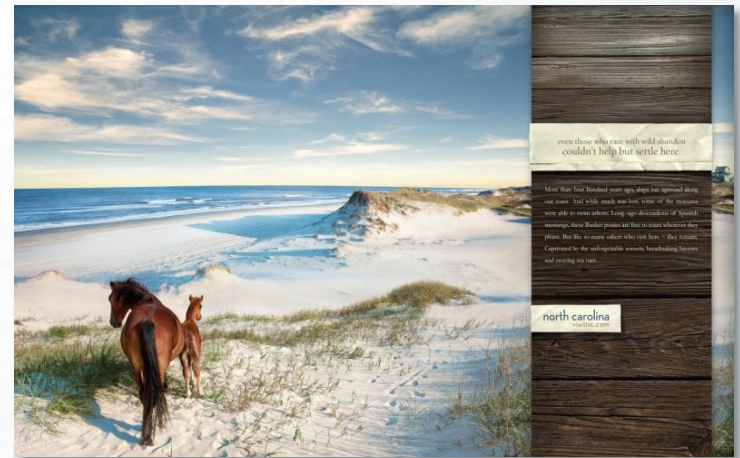 even those who race with wild abandon
couldn't help but settle here.
More than four hundred years ago, ships ran aground along
our coast. And while much was lost, some of the treasures
were able to swim ashore. Long-ago descendents of Spanish
mustangs, these Banker ponies are free to roam wherever they
please. But like so many others who visit here – they remain.
Captivated by the unforgettable sunsets, breathtaking breezes
and swaying sea oats.
north carolina
visitnc.com